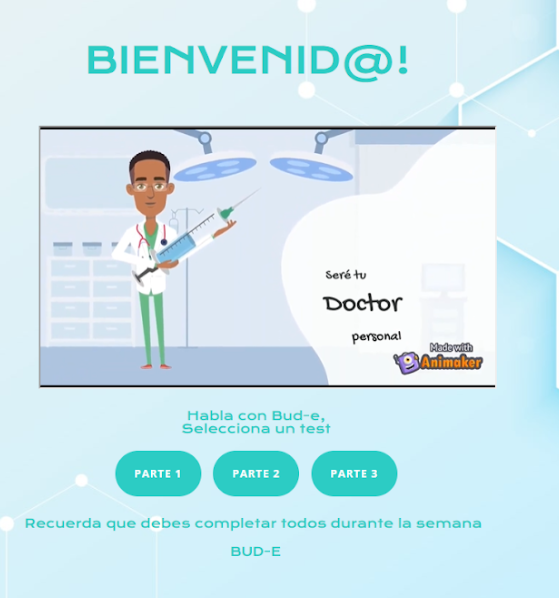 BIENVENID@!
Seré tu
Doctor
personal
Made with
Animaker
Habla con Bud-e,
Selecciona un test
PARTE 1 PARTE 2 PARTE 3
Recuerda que debes completar todos durante la semana
BUD-E